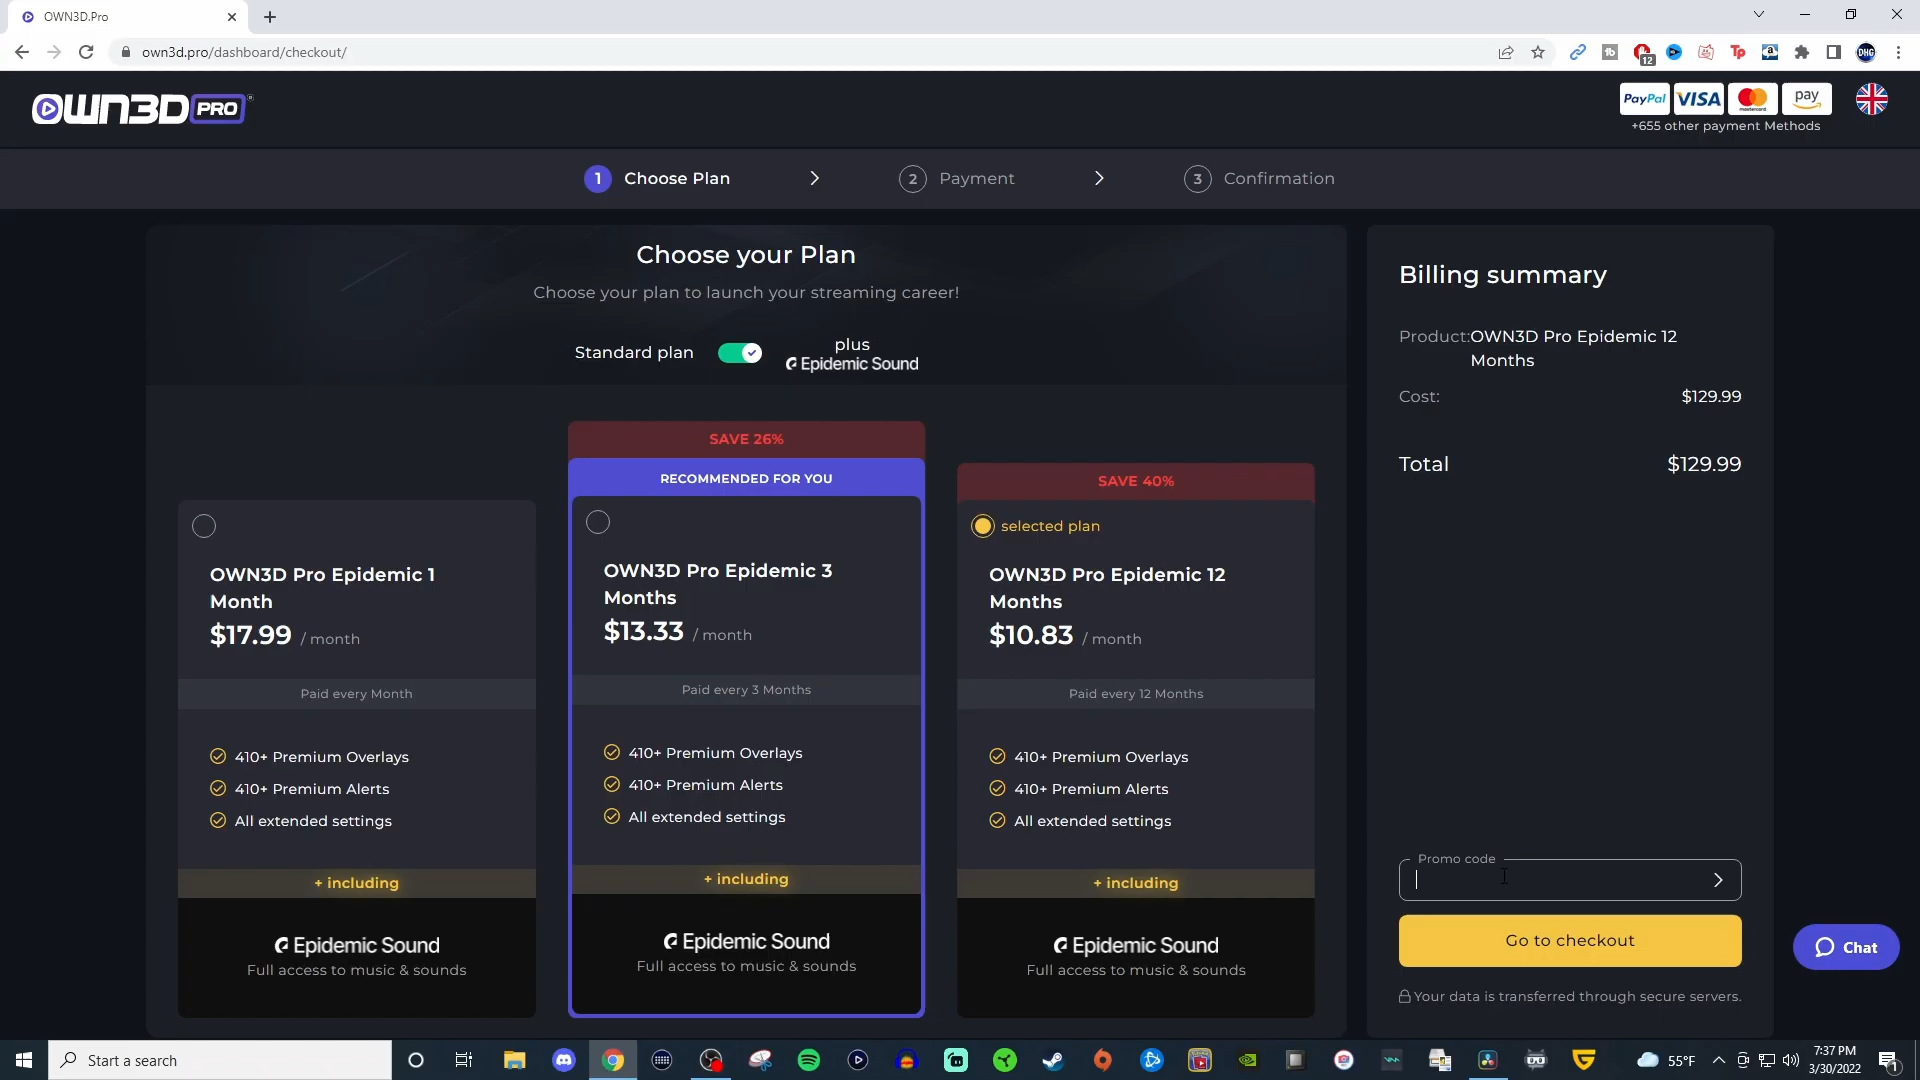 OWN3D.Pro
own3d.pro/dashboard/checkout/
12
DHG
OWN3D PRO
PayPal VISA mastercard pay
+655 other payment Methods
1 Choose Plan
2 Payment
3 Confirmation
Choose your Plan
Choose your plan to launch your streaming career!
Standard plan
plus
Epidemic Sound
OWN3D Pro Epidemic 1
Month
$17.99 / month
Paid every Month
410+ Premium Overlays
410+ Premium Alerts
All extended settings
+ including
Epidemic Sound
Full access to music & sounds
SAVE 26%
RECOMMENDED FOR YOU
OWN3D Pro Epidemic 3
Months
$13.33 / month
Paid every 3 Months
410+ Premium Overlays
410+ Premium Alerts
All extended settings
+ including
Epidemic Sound
Full access to music & sounds
SAVE 40%
selected plan
OWN3D Pro Epidemic 12
Months
$10.83 / month
Paid every 12 Months
410+ Premium Overlays
410+ Premium Alerts
All extended settings
+ including
Epidemic Sound
Full access to music & sounds
Billing summary
Product: OWN3D Pro Epidemic 12
Months
Cost: $129.99
Total $129.99
Promo code
Go to checkout
Your data is transferred through secure servers.
Chat
Start a search
55°F
7:37 PM
3/30/2022
1